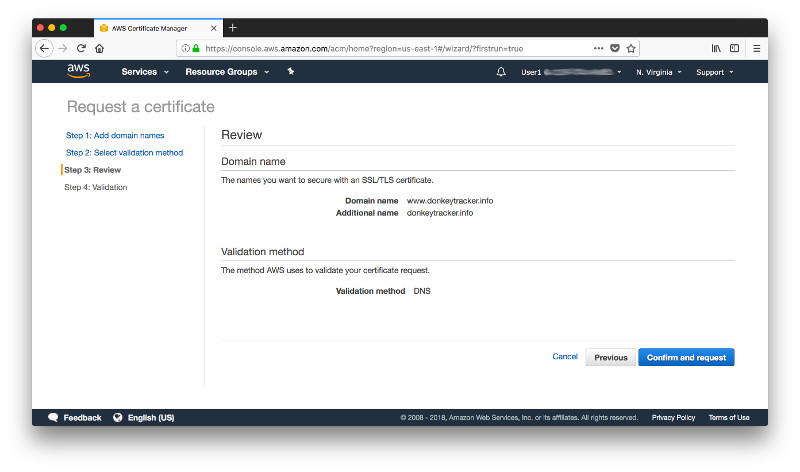 AWS Certificate Manager
https://console.aws.amazon.com/acm/home?region=us-east-1#/wizard/?firstrun=true
aws Services Resource Groups User1 N. Virginia Support
Request a certificate
Step 1: Add domain names
Step 2: Select validation method
Step 3: Review
Step 4: Validation
Review
Domain name
The names you want to secure with an SSL/TLS certificate.
Domain name www.donkeytracker.info
Additional name donkeytracker.info
Validation method
The method AWS uses to validate your certificate request.
Validation method DNS
Cancel Previous Confirm and request
Feedback English (US) © 2008 - 2018, Amazon Web Services, Inc. or its affiliates. All rights reserved. Privacy Policy Terms of Use